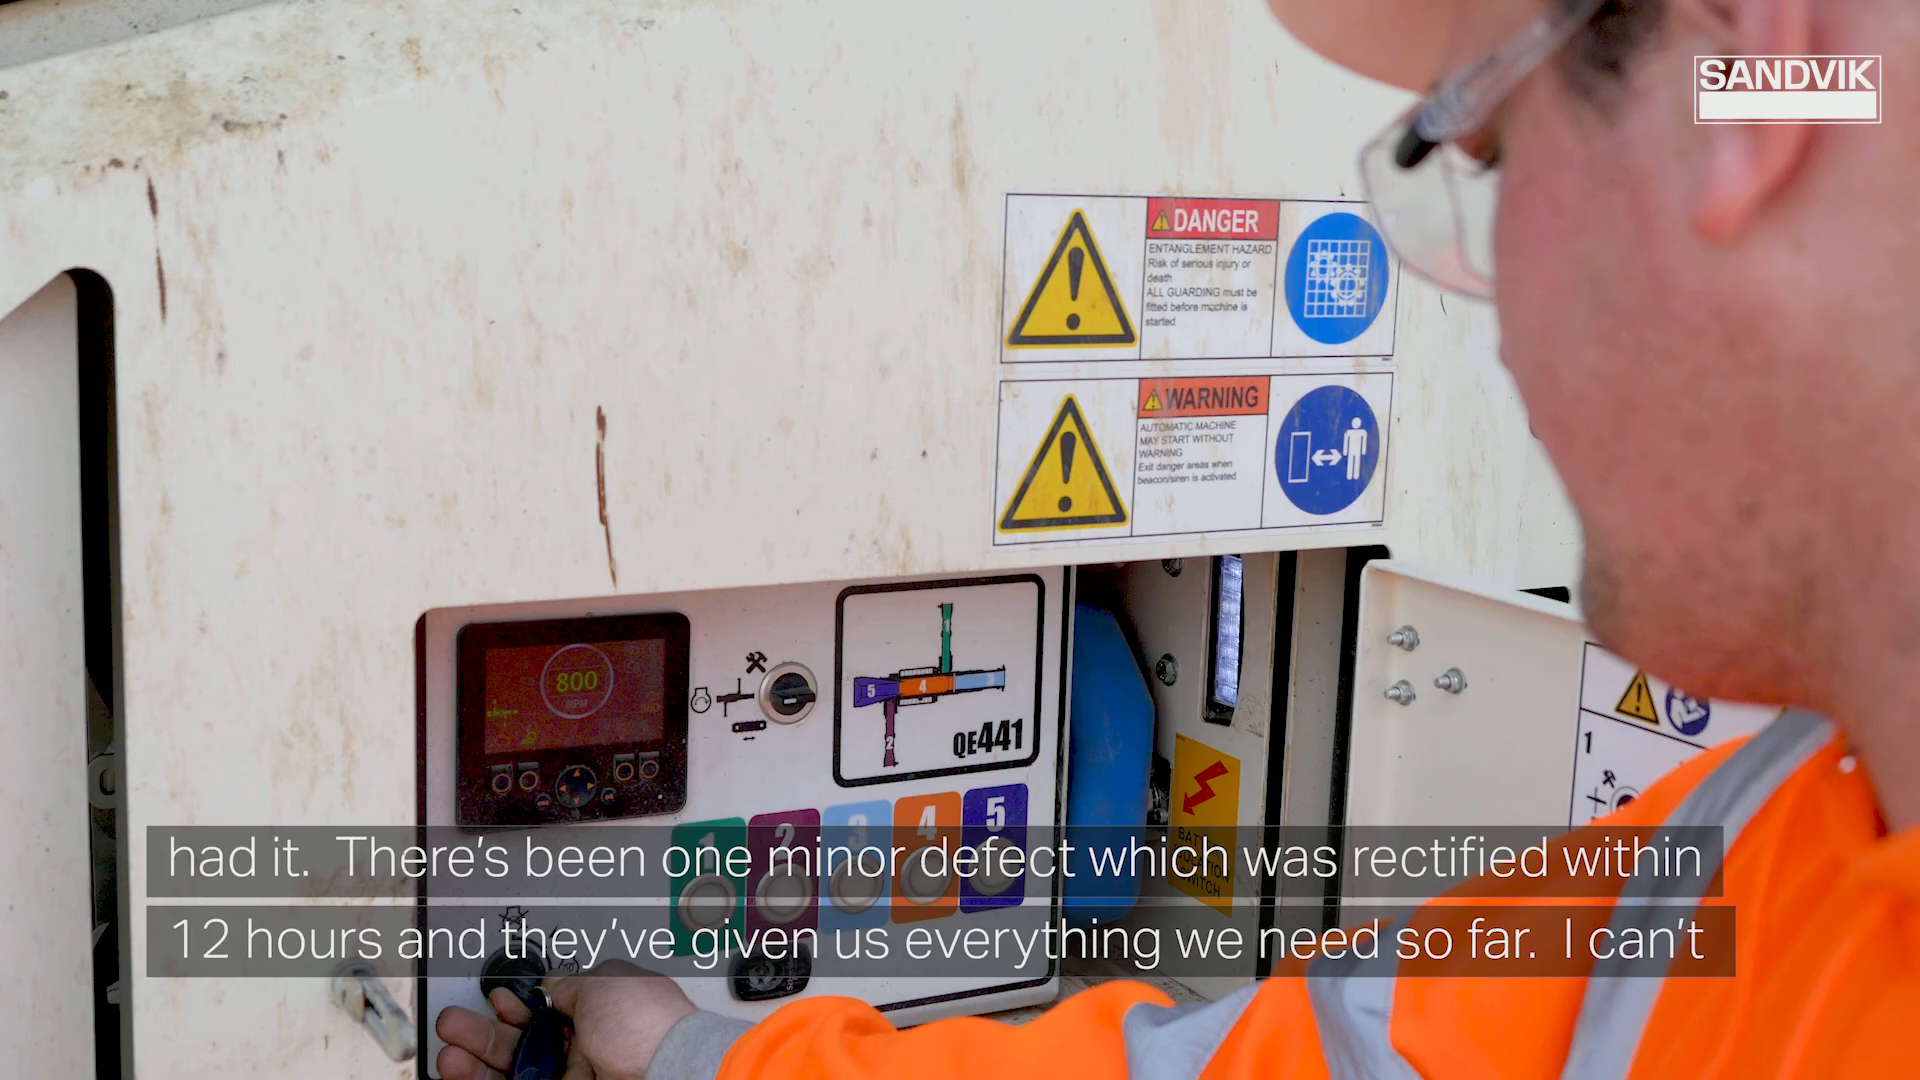 SANDVIK
DANGER
ENTANGLEMENT HAZARD
Risk of serious injury or
death
ALL GUARDING must be
fitted before machine is
started
WARNING
AUTOMATIC MACHINE
MAY START WITHOUT
WARNING
Exit danger areas when
beacon/siren is activated
800
RPM
1
5 4 3
2
QE441
1 2 3 4 5
1
had it. There's been one minor defect which was rectified within
12 hours and they've given us everything we need so far. I can't